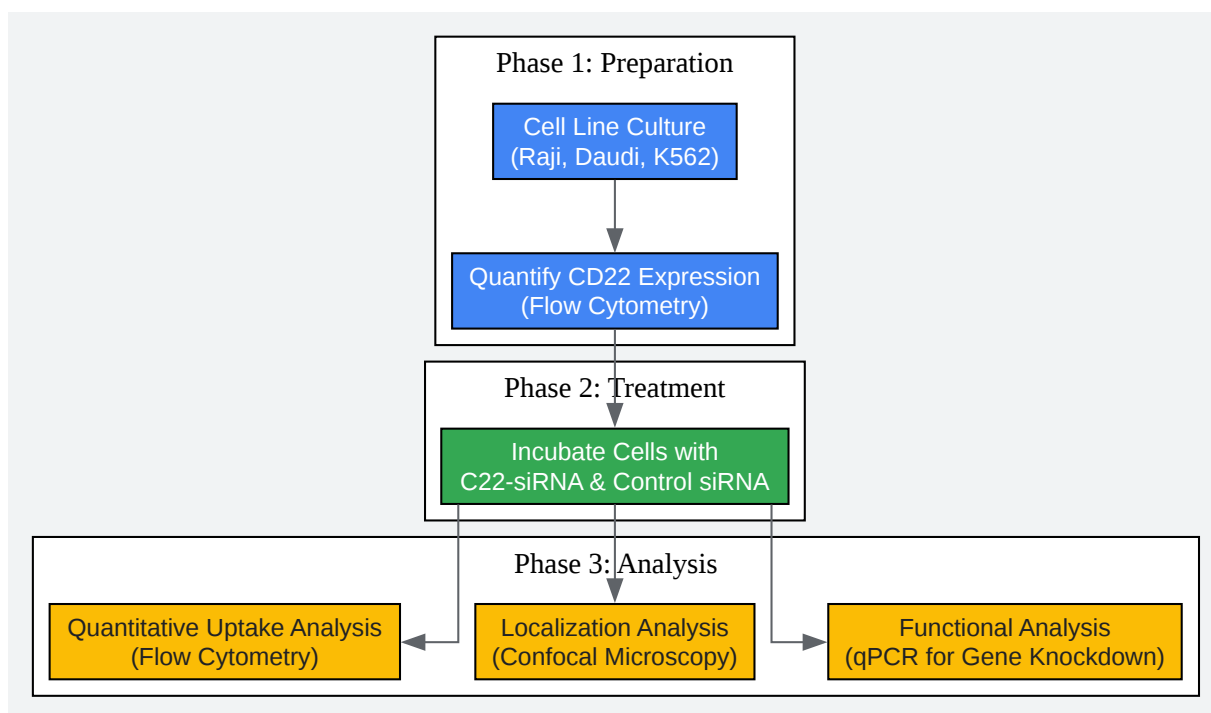 Phase 1: Preparation
Cell Line Culture
(Raji, Daudi, K562)
Quantify CD22 Expression
(Flow Cytometry)
Phase 2: Treatment
Incubate Cells with
C22-siRNA & Control siRNA
Phase 3: Analysis
Quantitative Uptake Analysis
(Flow Cytometry)
Localization Analysis
(Confocal Microscopy)
Functional Analysis
(qPCR for Gene Knockdown)